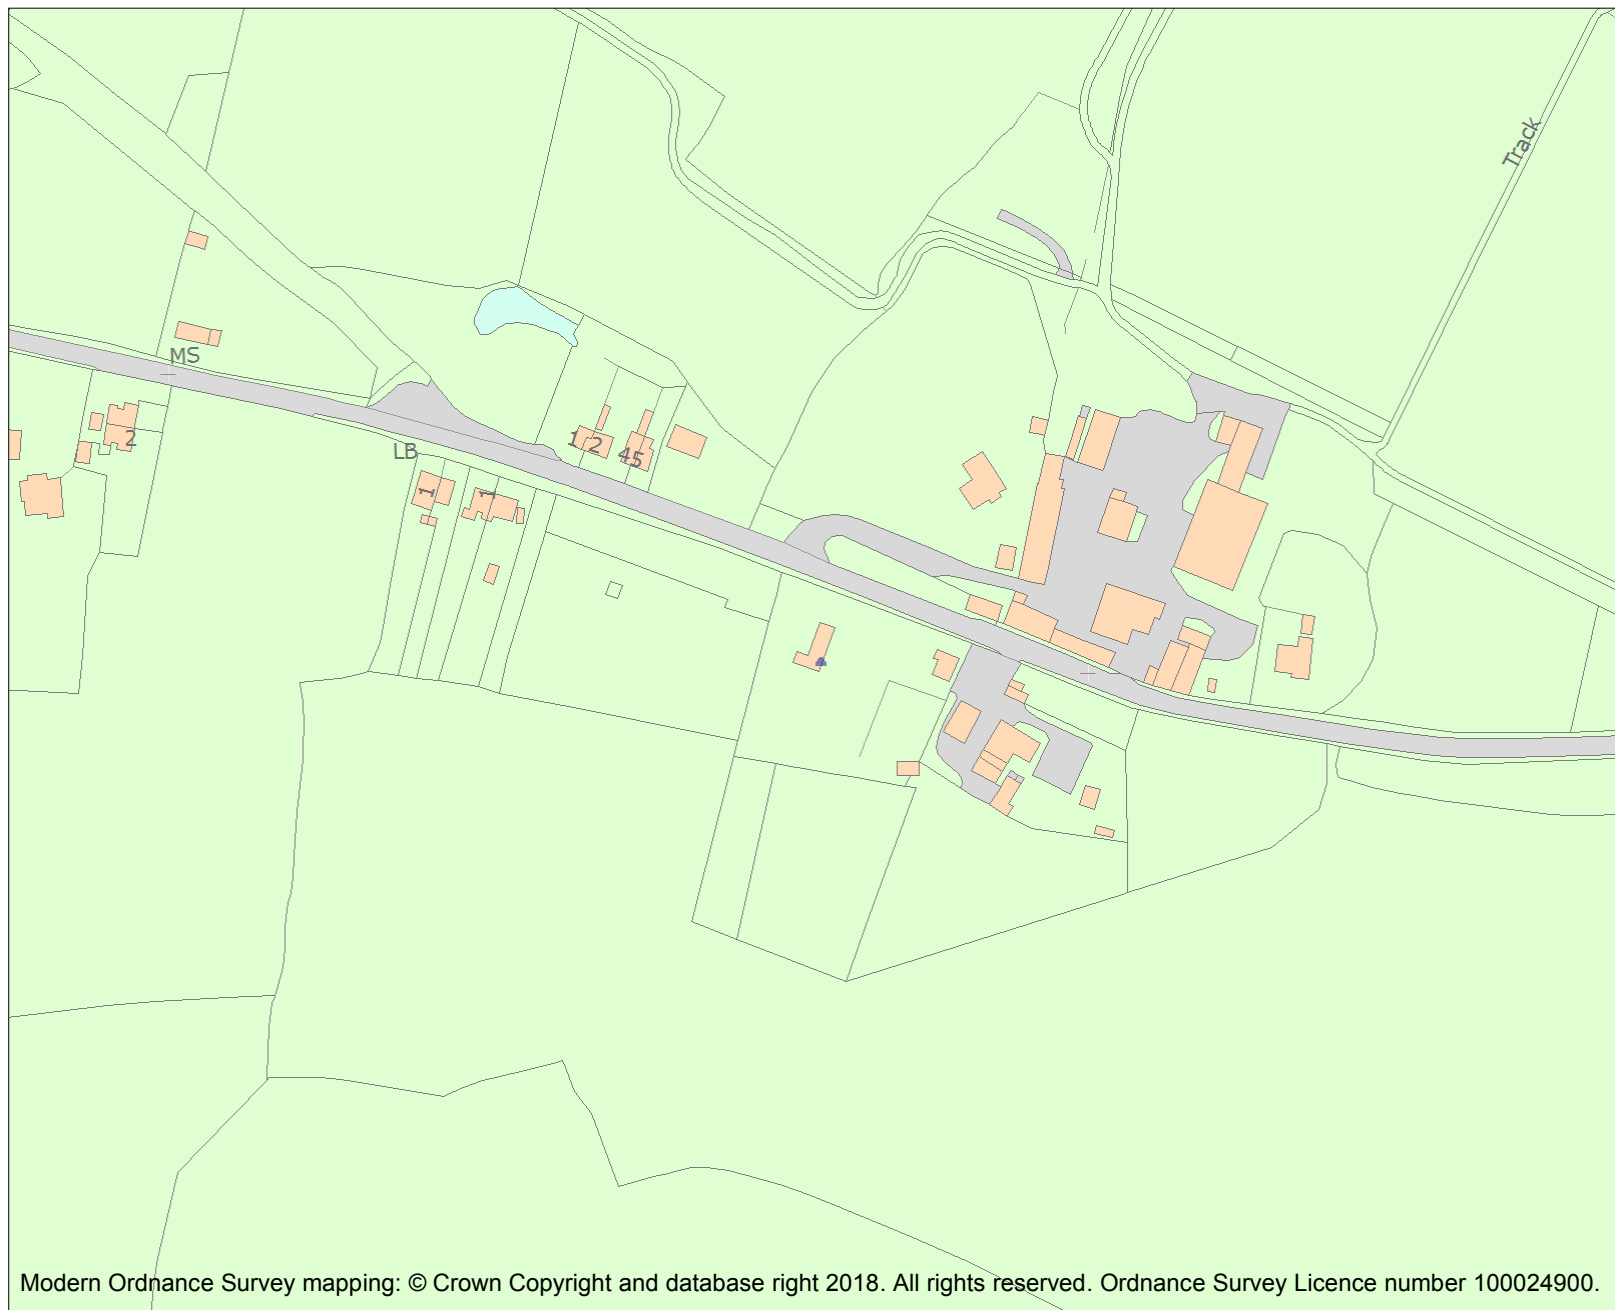 Track
MS
2
LB
1 2
45
1
1
Modern Ordnance Survey mapping: © Crown Copyright and database right 2018. All rights reserved. Ordnance Survey Licence number 100024900.